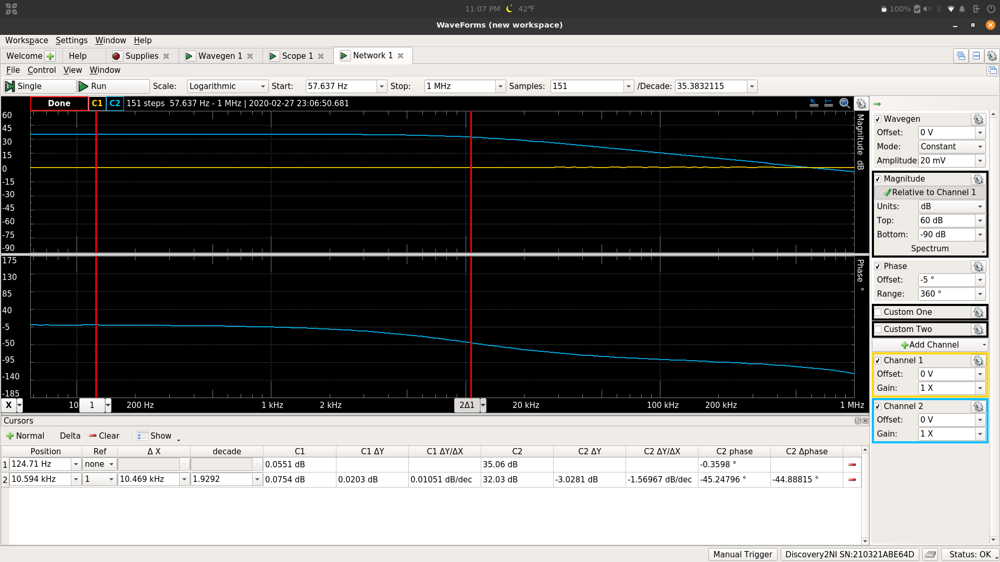 11:07 PM 42°F 100%
WaveForms (new workspace)
Workspace Settings Window Help
Welcome Help Supplies Wavegen 1 Scope 1 Network 1
File Control View Window
Single Run Scale: Logarithmic Start: 57.637 Hz Stop: 1 MHz Samples: 151 /Decade: 35.3832115
Done C1 C2 151 steps 57.637 Hz - 1 MHz | 2020-02-27 23:06:50.681
60
45
30
15
0
-15
-30
-45
-60
-75
-90
Magnitude dB
175
130
85
40
-5
-50
-95
-140
-185
Phase °
X 10 1 200 Hz 1 kHz 2 kHz 2Δ1 20 kHz 100 kHz 200 kHz 1 MHz
Cursors
Normal Delta Clear Show
Position Ref Δ X decade C1 C1 ΔY C1 ΔY/ΔX C2 C2 ΔY C2 ΔY/ΔX C2 phase C2 Δphase
1 124.71 Hz none 0.0551 dB 35.06 dB -0.3598 °
2 10.594 kHz 1 10.469 kHz 1.9292 0.0754 dB 0.0203 dB 0.01051 dB/dec 32.03 dB -3.0281 dB -1.56967 dB/dec -45.24796 ° -44.88815 °
Wavegen
Offset: 0 V
Mode: Constant
Amplitude: 20 mV
Magnitude
Relative to Channel 1
Units: dB
Top: 60 dB
Bottom: -90 dB
Spectrum
Phase
Offset: -5 °
Range: 360 °
Custom One
Custom Two
Add Channel
Channel 1
Offset: 0 V
Gain: 1 X
Channel 2
Offset: 0 V
Gain: 1 X
Manual Trigger Discovery2NI SN:210321ABE64D Status: OK